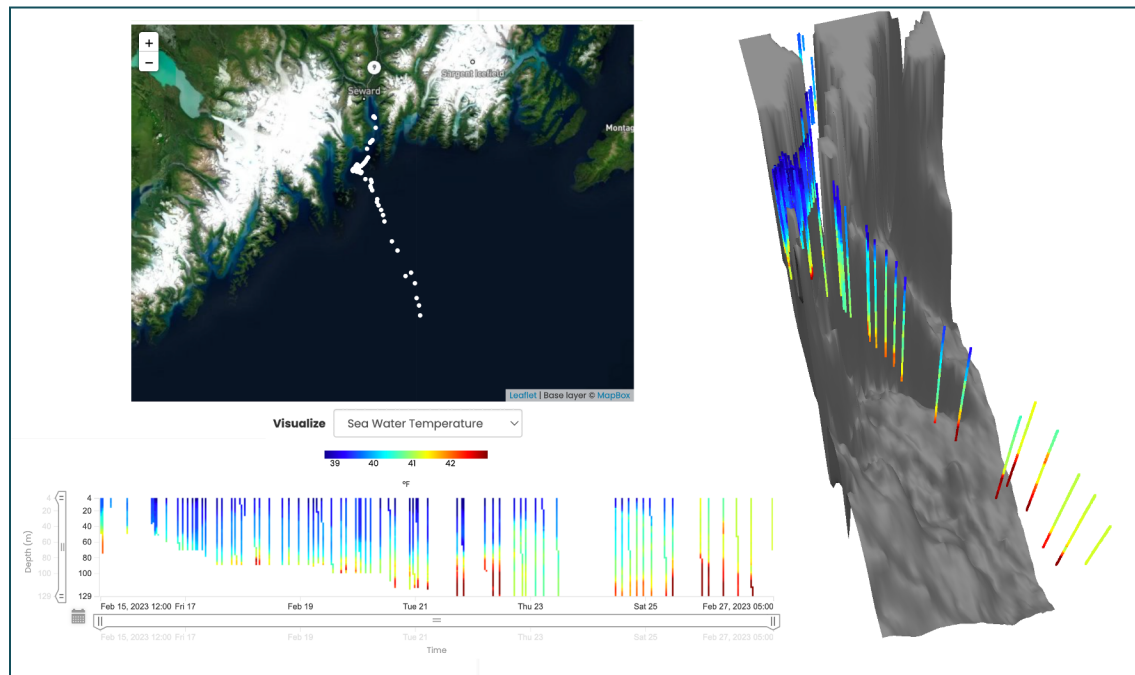 +
−
Sargent Icefield
Seward
Montag
Leaflet | Base layer © MapBox
Visualize Sea Water Temperature
39 40 41 42
°F
4 4
20 20
40 40
60 60
80 80
100 100
129 129
Depth (m)
Feb 15, 2023 12:00 Fri 17 Feb 19 Tue 21 Thu 23 Sat 25 Feb 27, 2023 05:00
Feb 15, 2023 12:00 Fri 17 Feb 19 Tue 21 Thu 23 Sat 25 Feb 27, 2023 05:00
Time